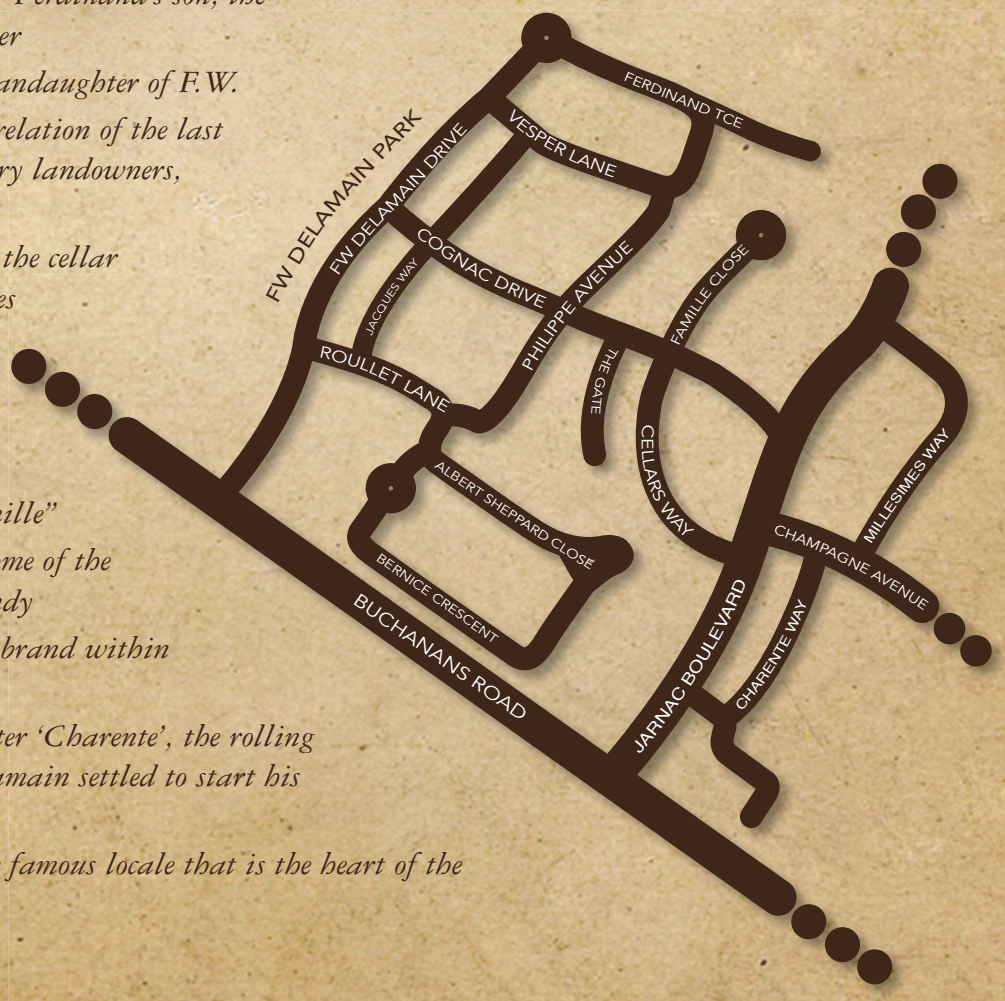 Ferdinand's son, the
er
andaughter of F.W.
relation of the last
ry landowners,
the cellar
es
ille”
me of the
dy
brand within
ter ‘Charente’, the rolling
main settled to start his
famous locale that is the heart of the
FERDINAND TCE
VESPER LANE
FW DELAMAIN PARK
FW DELAMAIN DRIVE
COGNAC DRIVE
JACQUES WAY
PHILIPPE AVENUE
FAMILLE CLOSE
ROULLET LANE
THE GATE
CELLARS WAY
MILLESIMES WAY
ALBERT SHEPPARD CLOSE
CHAMPAGNE AVENUE
BERNICE CRESCENT
BUCHANANS ROAD
JARNAC BOULEVARD
CHARENTE WAY